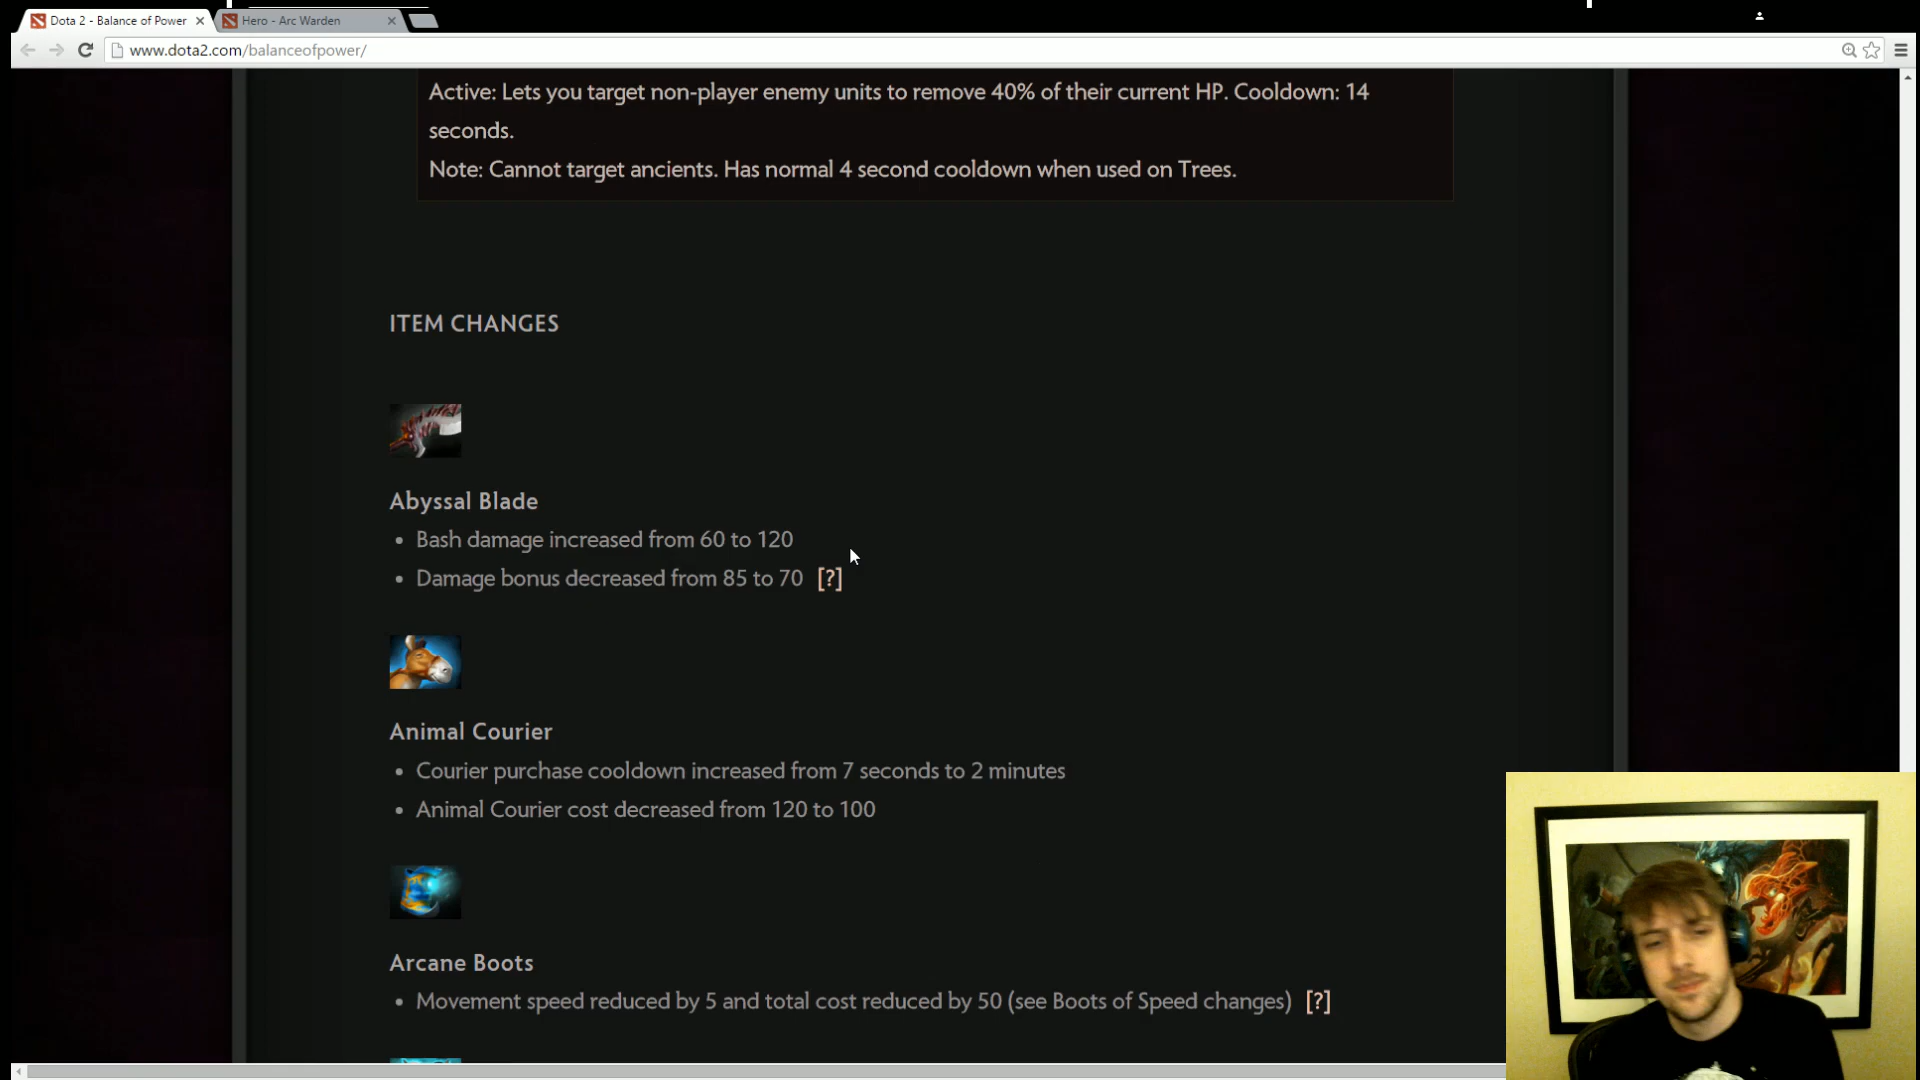 Dota 2 - Balance of Power
Hero - Arc Warden
www.dota2.com/balanceofpower/
Active: Lets you target non-player enemy units to remove 40% of their current HP. Cooldown: 14
seconds.
Note: Cannot target ancients. Has normal 4 second cooldown when used on Trees.
ITEM CHANGES
Abyssal Blade
• Bash damage increased from 60 to 120
• Damage bonus decreased from 85 to 70 [?]
Animal Courier
• Courier purchase cooldown increased from 7 seconds to 2 minutes
• Animal Courier cost decreased from 120 to 100
Arcane Boots
• Movement speed reduced by 5 and total cost reduced by 50 (see Boots of Speed changes) [?]